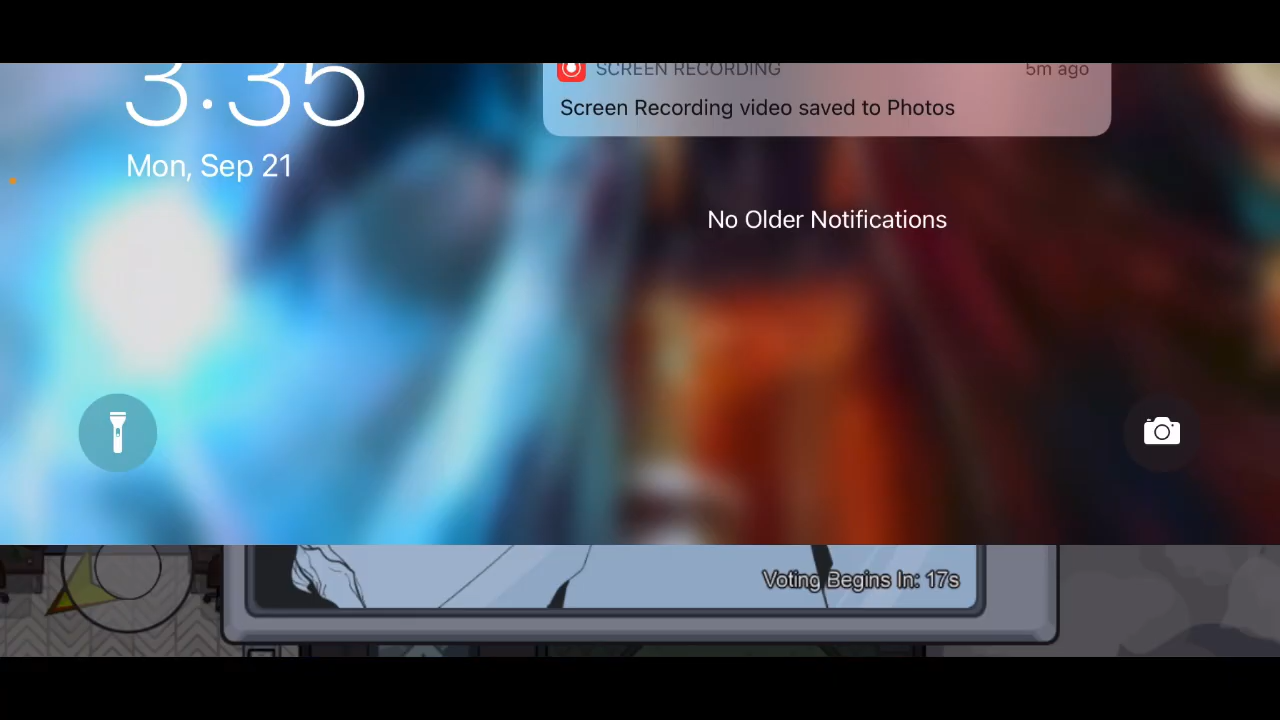 3:35
SCREEN RECORDING 5m ago
Screen Recording video saved to Photos
Mon, Sep 21
No Older Notifications
Voting Begins In: 17s